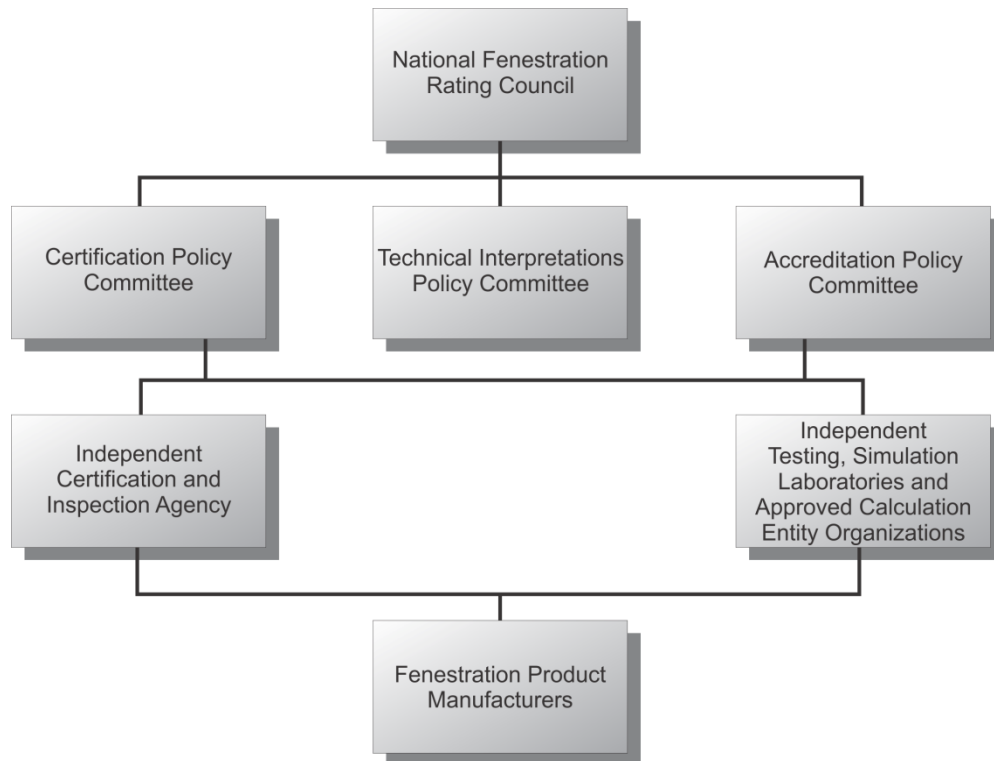 National Fenestration
Rating Council
Certification Policy
Committee
Technical Interpretations
Policy Committee
Accreditation Policy
Committee
Independent
Certification and
Inspection Agency
Independent
Testing, Simulation
Laboratories and
Approved Calculation
Entity Organizations
Fenestration Product
Manufacturers